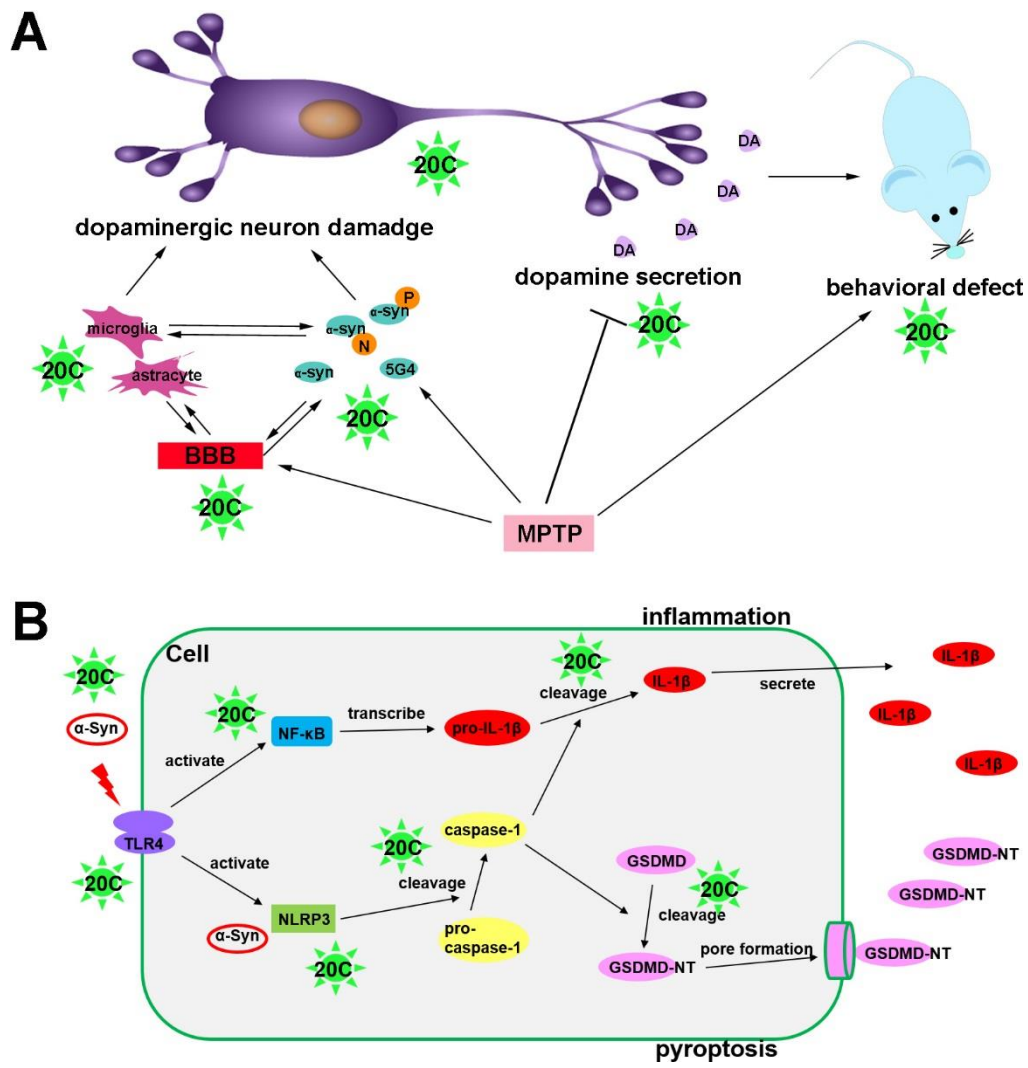 A
20C
DA
DA
DA
DA
dopaminergic neuron damadge
dopamine secretion
behavioral defect
microglia
astracyte
20C
α-syn
P
α-syn
N
α-syn
5G4
20C
20C
20C
BBB
20C
MPTP
B
inflammation
Cell
20C
α-Syn
20C
NF-κB
activate
transcribe
pro-IL-1β
20C
cleavage
IL-1β
secrete
IL-1β
IL-1β
IL-1β
TLR4
20C
activate
α-Syn
NLRP3
20C
20C
cleavage
caspase-1
pro-
caspase-1
GSDMD
20C
cleavage
GSDMD-NT
pore formation
GSDMD-NT
GSDMD-NT
GSDMD-NT
pyroptosis